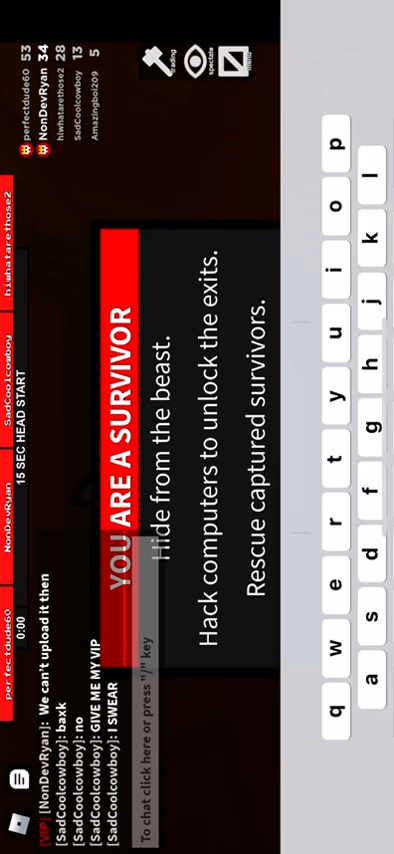 perfectdude60 NonDevRyan SadCoolcowboy hiwhatarethose2
0:00 15 SEC HEAD START
perfectdude60 53
NonDevRyan 34
hiwhatarethose2 28
SadCoolcowboy 13
Amazingbol209 5
trading
spectate
[VIP] [NonDevRyan]: We can't upload it then
[SadCoolcowboy]: baxk
[SadCoolcowboy]: no
[SadCoolcowboy]: GIVE ME MY VIP
[SadCoolcowboy]: I SWEAR
To chat click here or press "/" key
YOU ARE A SURVIVOR
Hide from the beast.
Hack computers to unlock the exits.
Rescue captured survivors.
q w e r t y u i o p
a s d f g h j k l